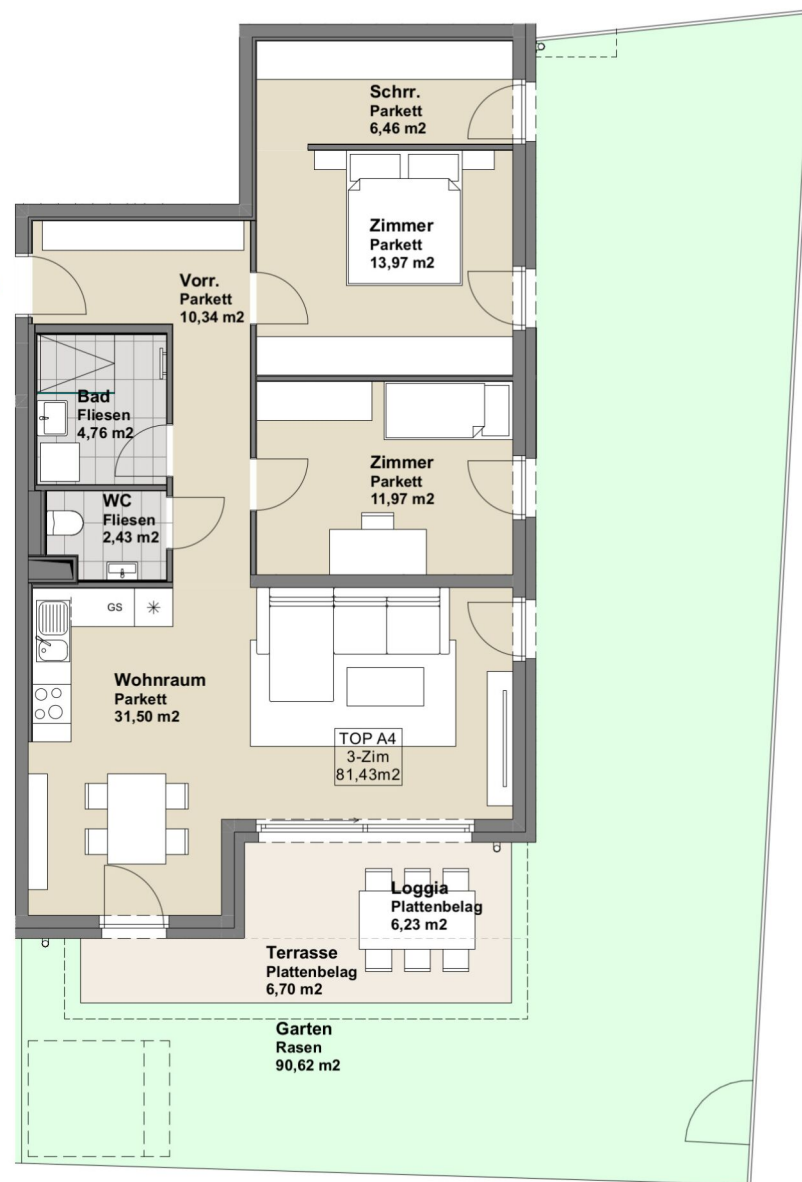 Schrr.
Parkett
6,46 m2
Zimmer
Parkett
13,97 m2
Vorr.
Parkett
10,34 m2
Bad
Fliesen
4,76 m2
Zimmer
Parkett
11,97 m2
WC
Fliesen
2,43 m2
GS
Wohnraum
Parkett
31,50 m2
TOP A4
3-Zim
81,43m2
Loggia
Plattenbelag
6,23 m2
Terrasse
Plattenbelag
6,70 m2
Garten
Rasen
90,62 m2